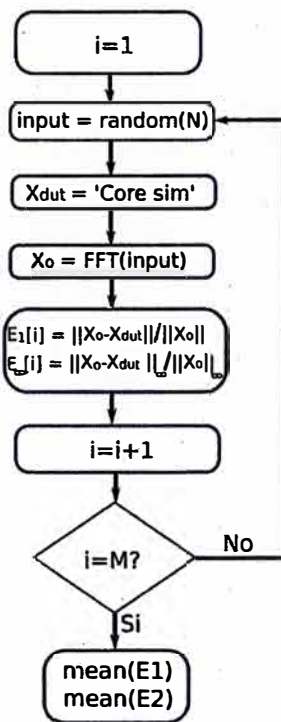 i=1
input = random(N)
Xdut = 'Core sim'
Xo = FFT(input)
E1[i] = ||Xo-Xdut||/||Xo||
E∞[i] = ||Xo-Xdut ||∞/||Xo||∞
i=i+1
i=M?
No
Si
mean(E1)
mean(E2)